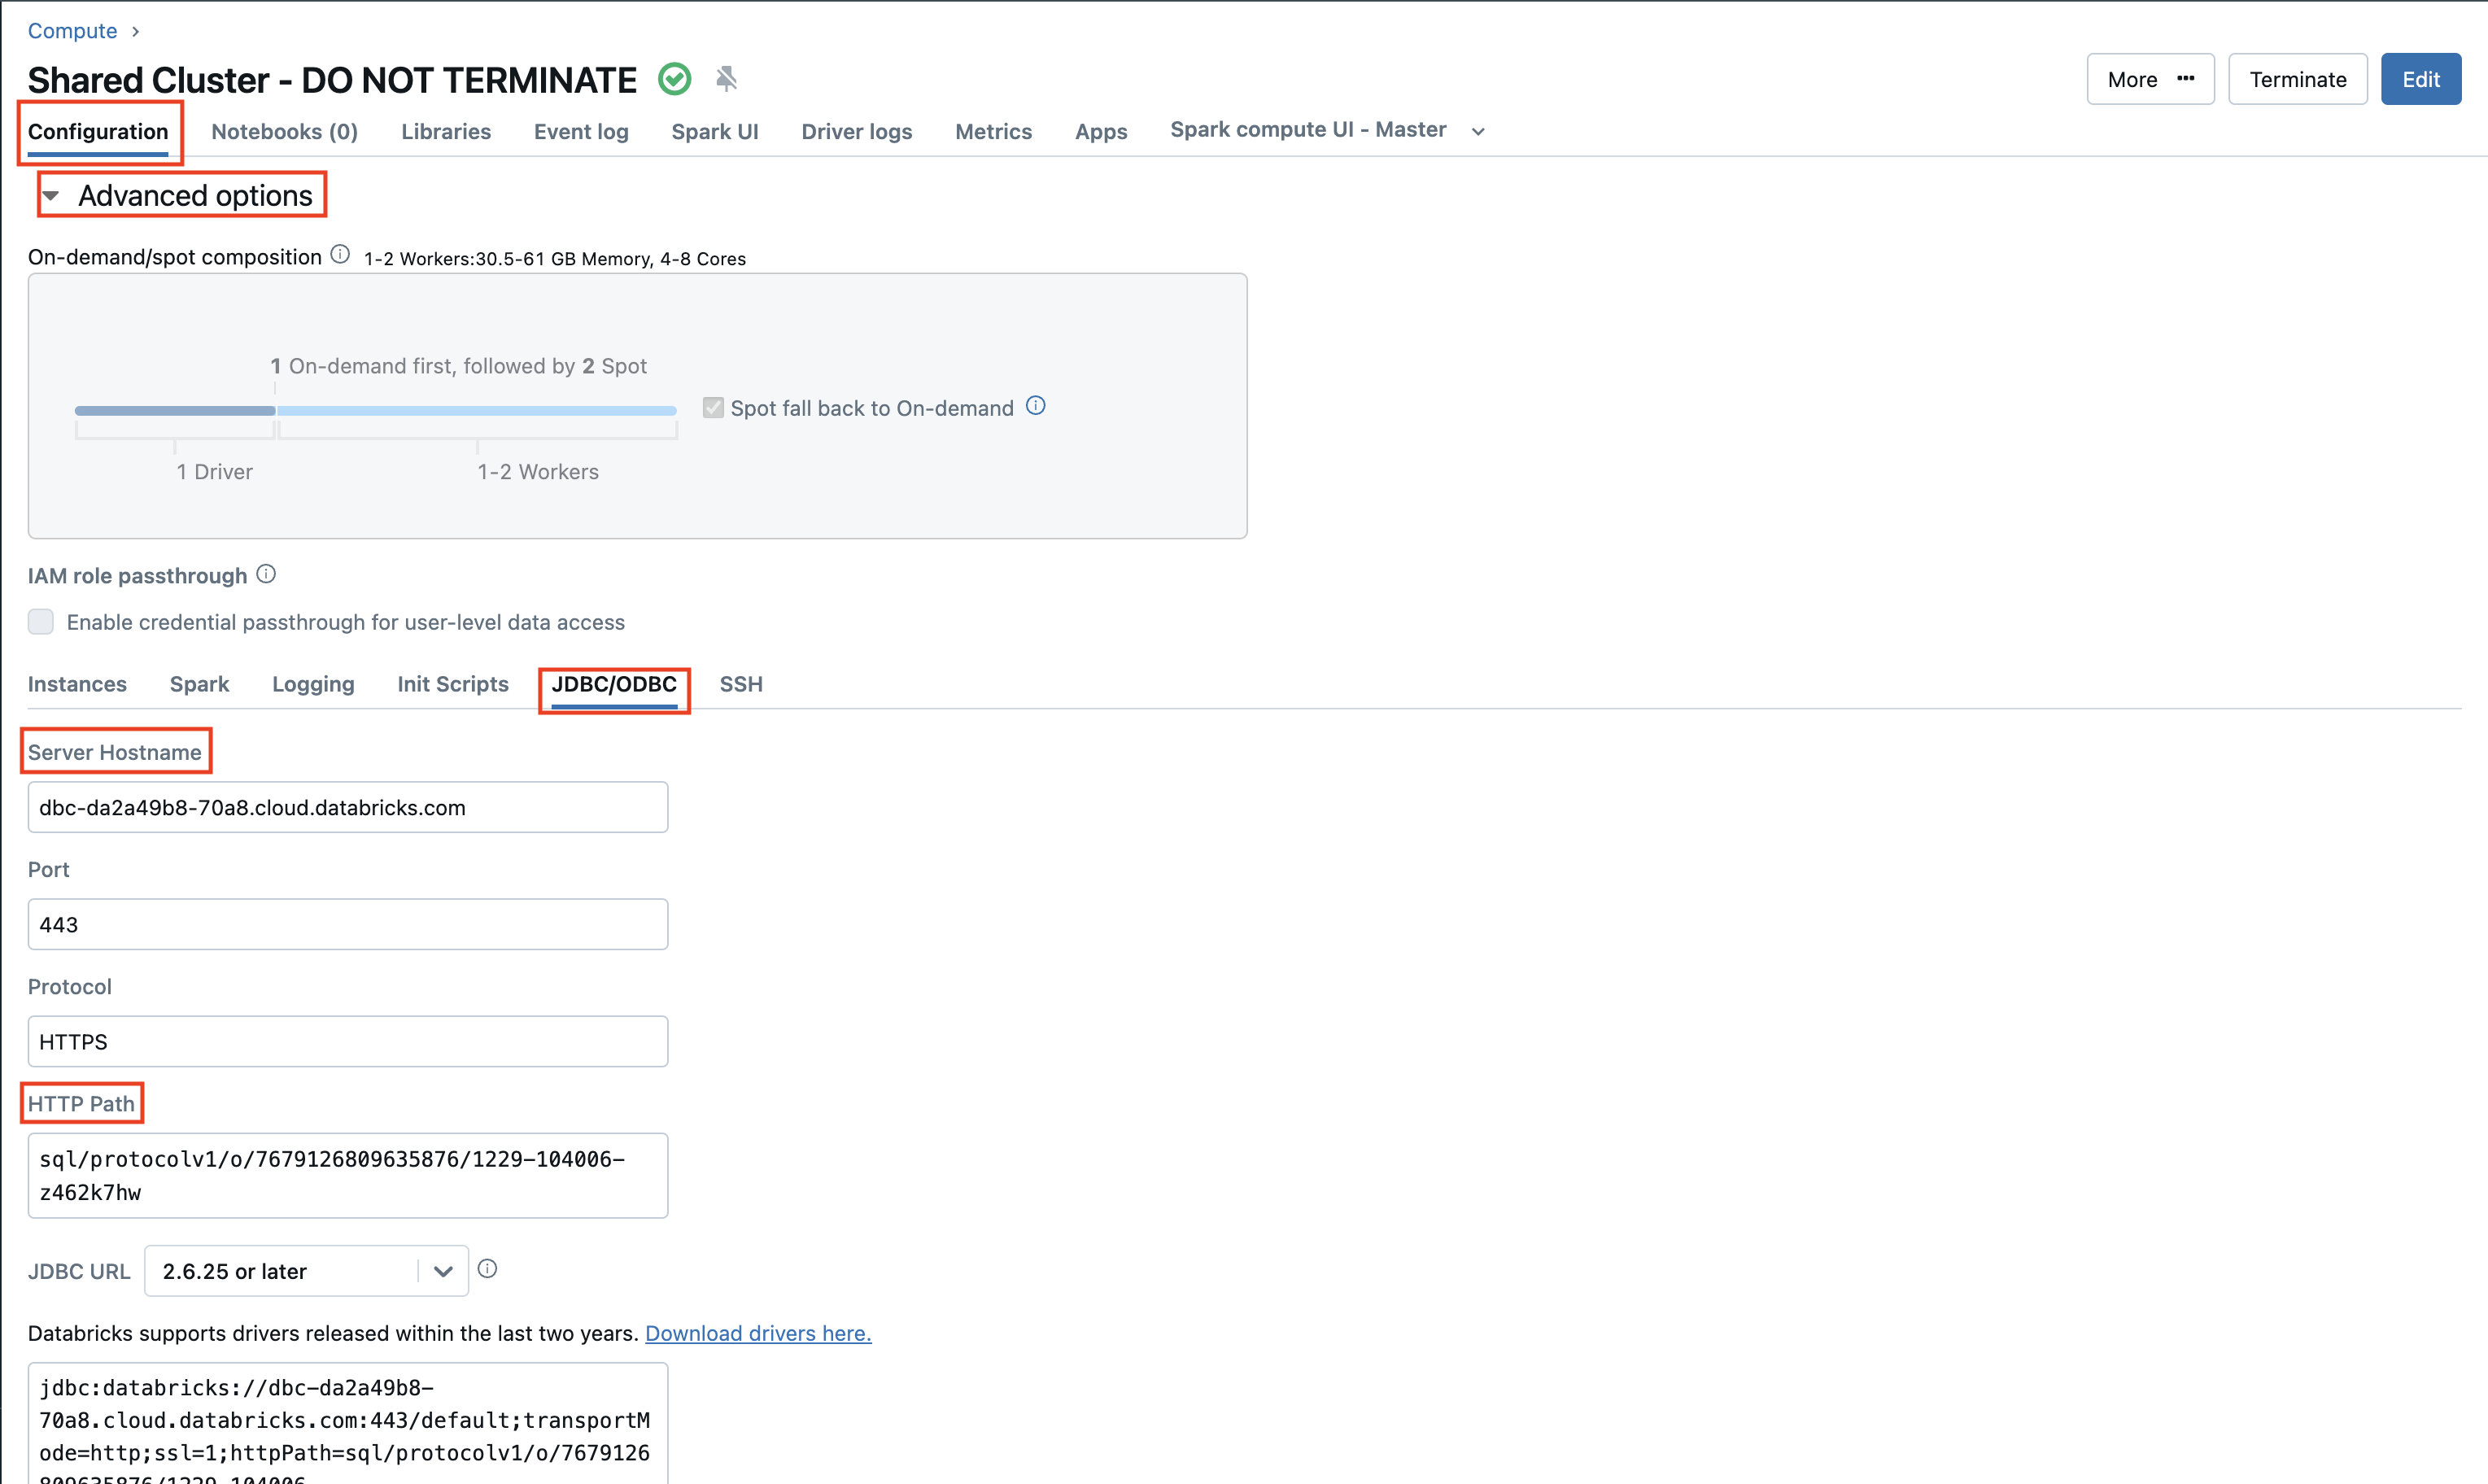 Compute ›
Shared Cluster - DO NOT TERMINATE
More ··· Terminate Edit
Configuration Notebooks (0) Libraries Event log Spark UI Driver logs Metrics Apps Spark compute UI - Master
Advanced options
On-demand/spot composition 1-2 Workers:30.5-61 GB Memory, 4-8 Cores
1 On-demand first, followed by 2 Spot
Spot fall back to On-demand
1 Driver 1-2 Workers
IAM role passthrough
Enable credential passthrough for user-level data access
Instances Spark Logging Init Scripts JDBC/ODBC SSH
Server Hostname
dbc-da2a49b8-70a8.cloud.databricks.com
Port
443
Protocol
HTTPS
HTTP Path
sql/protocolv1/o/7679126809635876/1229-104006-
z462k7hw
JDBC URL 2.6.25 or later
Databricks supports drivers released within the last two years. Download drivers here.
jdbc:databricks://dbc-da2a49b8-
70a8.cloud.databricks.com:443/default;transportM
ode=http;ssl=1;httpPath=sql/protocolv1/o/7679126
809635876/1229-104006-